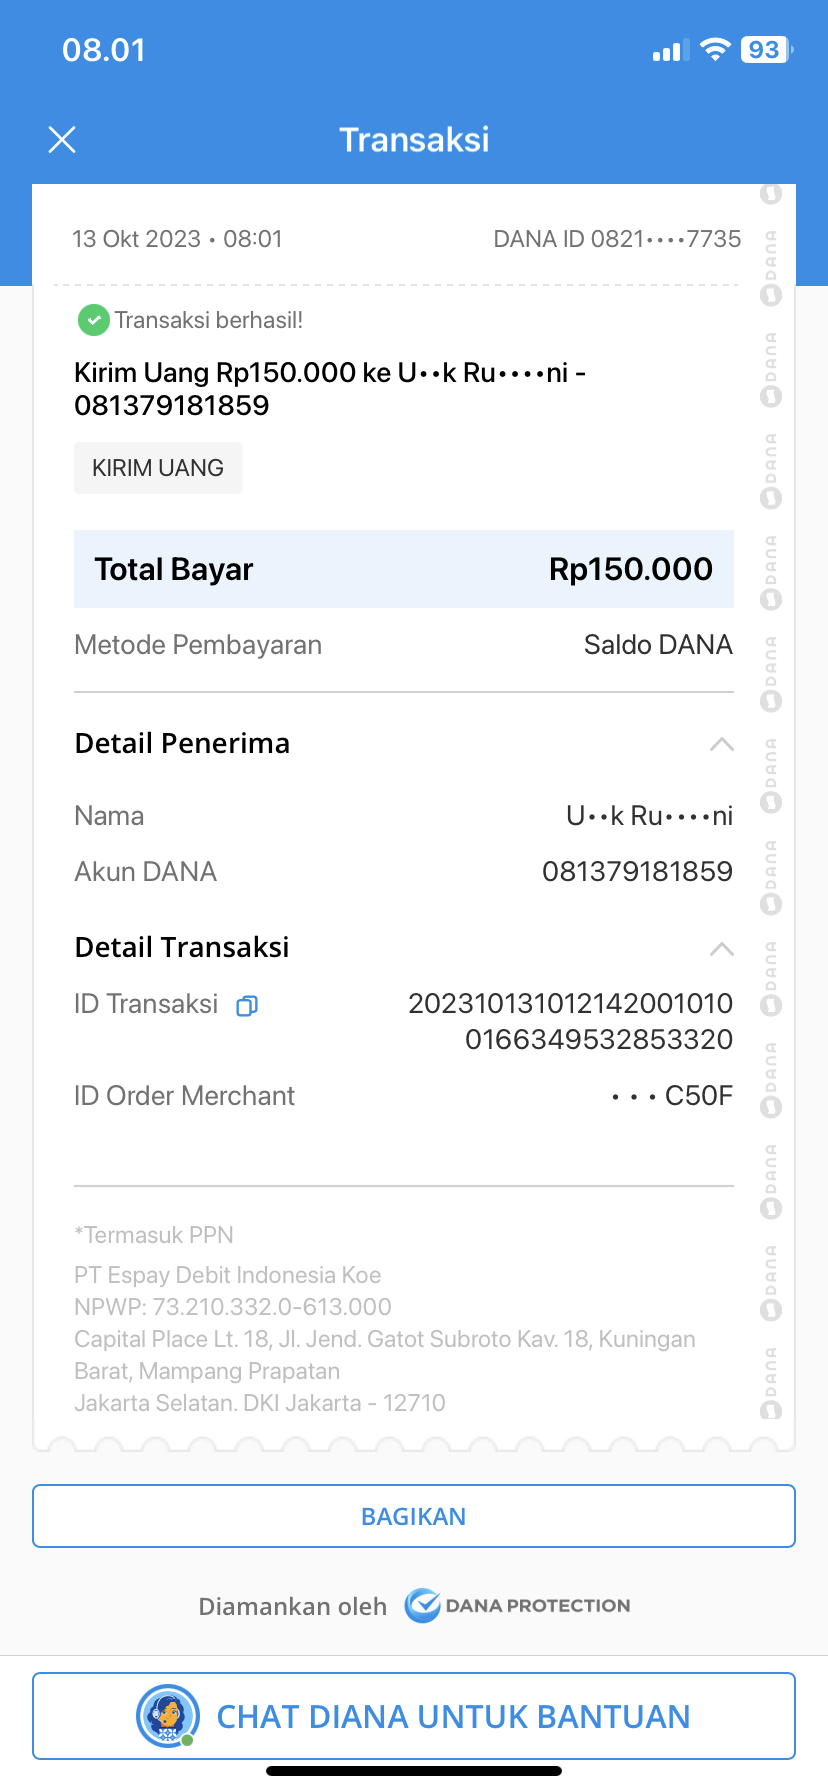 08.01
93
Transaksi
13 Okt 2023 • 08:01
DANA ID 0821••••7735
Transaksi berhasil!
Kirim Uang Rp150.000 ke U••k Ru••••ni -
081379181859
KIRIM UANG
Total Bayar
Rp150.000
Metode Pembayaran
Saldo DANA
Detail Penerima
Nama
U••k Ru••••ni
Akun DANA
081379181859
Detail Transaksi
ID Transaksi
202310131012142001010
0166349532853320
ID Order Merchant
• • • C50F
*Termasuk PPN
PT Espay Debit Indonesia Koe
NPWP: 73.210.332.0-613.000
Capital Place Lt. 18, Jl. Jend. Gatot Subroto Kav. 18, Kuningan
Barat, Mampang Prapatan
Jakarta Selatan. DKI Jakarta - 12710
DANA
DANA
DANA
DANA
DANA
DANA
DANA
DANA
DANA
DANA
DANA
DANA
BAGIKAN
Diamankan oleh
DANA PROTECTION
CHAT DIANA UNTUK BANTUAN